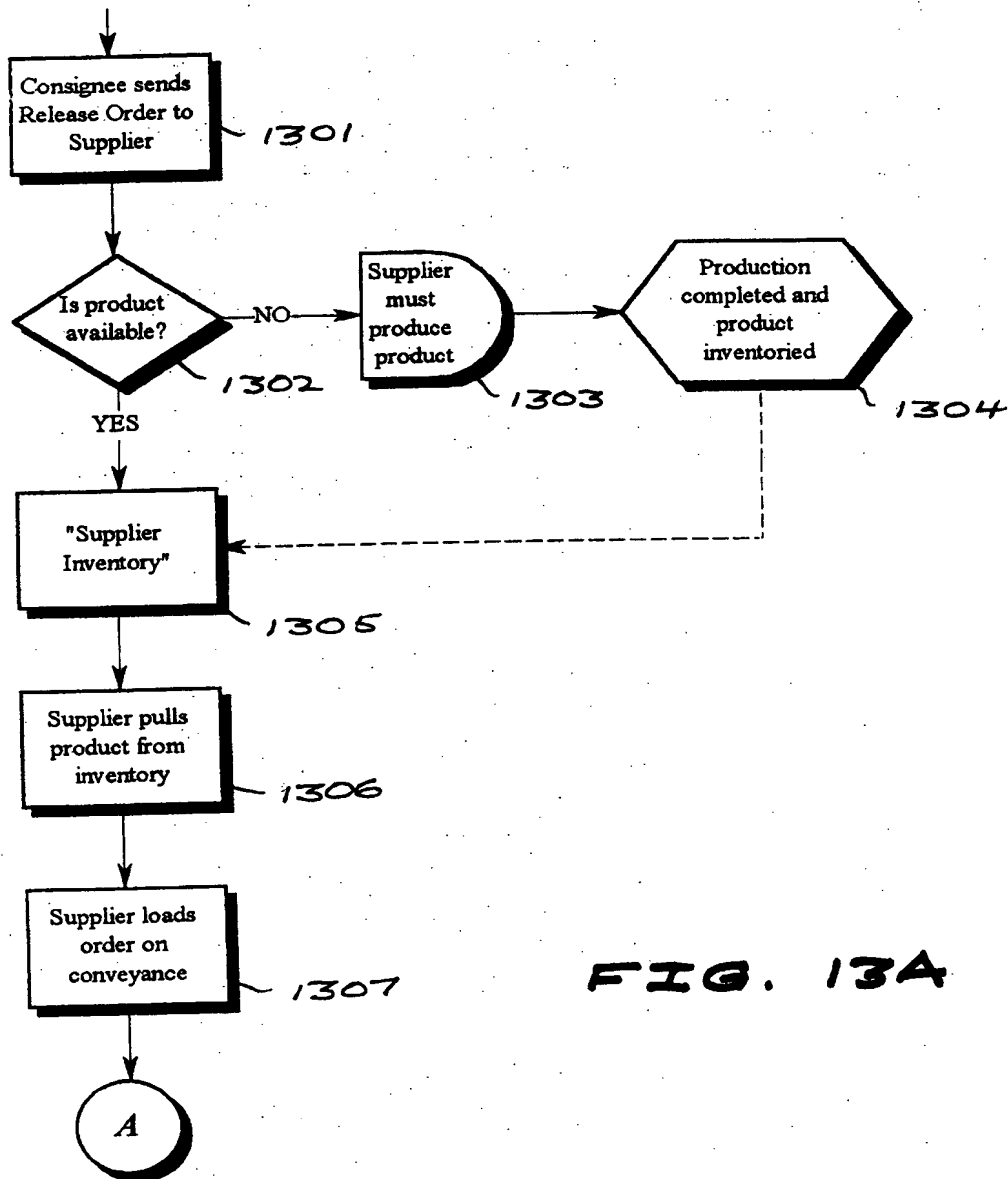 Consignee sends
Release Order to
Supplier
1301
Is product
available?
1302
NO
Supplier
must
produce
product
1303
Production
completed and
product
inventoried
1304
YES
"Supplier
Inventory"
1305
Supplier pulls
product from
inventory
1306
Supplier loads
order on
conveyance
1307
A
FIG. 13A